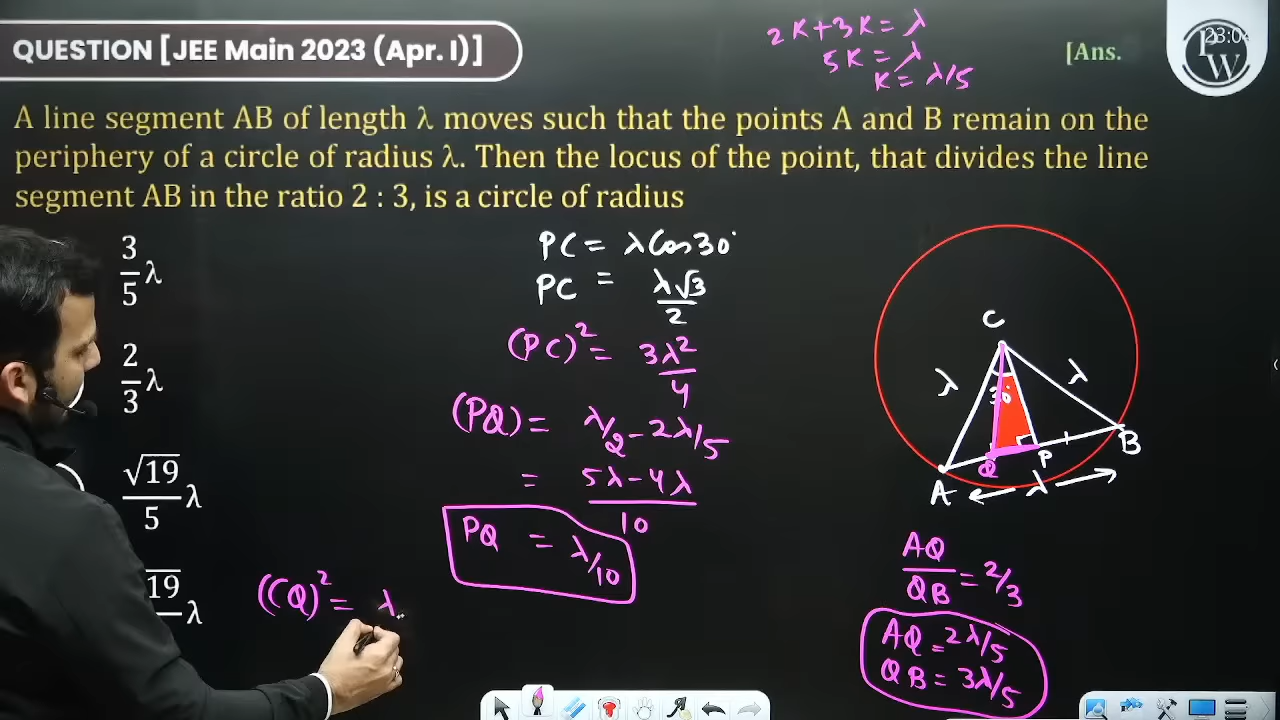 QUESTION [JEE Main 2023 (Apr. I)]
2K+3K = λ
5K = λ
K = λ/5
[Ans.
23:0
PW
A line segment AB of length λ moves such that the points A and B remain on the
periphery of a circle of radius λ. Then the locus of the point, that divides the line
segment AB in the ratio 2 : 3, is a circle of radius
3/5 λ
2/3 λ
√19/5 λ
19 λ
PC = λ Cos 30°
PC = λ√3/2
(PC)² = 3λ²/4
(PQ) = λ/2 - 2λ/5
= 5λ-4λ/10
PQ = λ/10
(CQ)² = λ
C
λ
λ
30°
A
Q
P
B
λ
AQ/QB = 2/3
AQ = 2λ/5
QB = 3λ/5